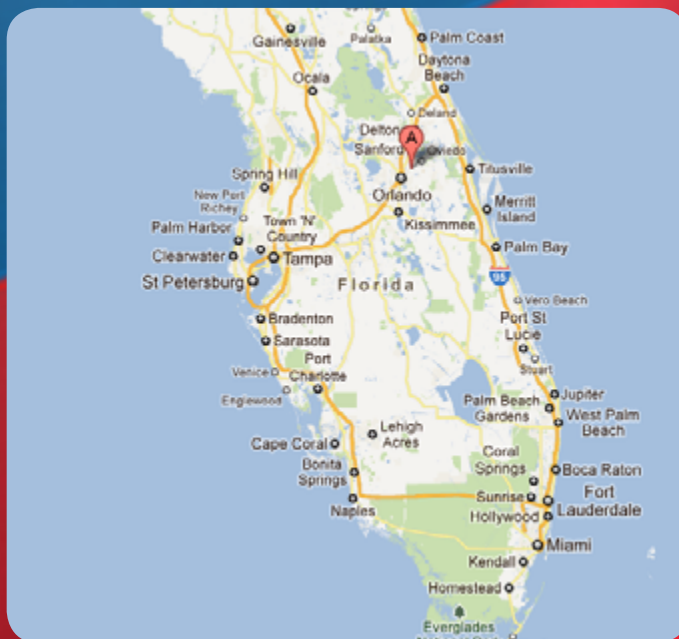 Springs
Gainesville
Palatka
Palm Coast
Daytona
Beach
Ocala
Deland
Delton
A
Sanford
Oviedo
Titusville
Spring Hill
Orlando
New Port
Richey
Merritt
Island
Palm Harbor
Town 'N'
Country
Kissimmee
Clearwater
Tampa
Palm Bay
St Petersburg
Florida
95
Vero Beach
Bradenton
Port St
Lucie
Sarasota
Port
Charlotte
Venice
Stuart
Englewood
Jupiter
Palm Beach
Gardens
West Palm
Beach
Lehigh
Acres
Cape Coral
Coral
Springs
Bonita
Springs
Boca Raton
Naples
Sunrise
Fort
Lauderdale
Hollywood
Miami
Kendall
Homestead
Everglades